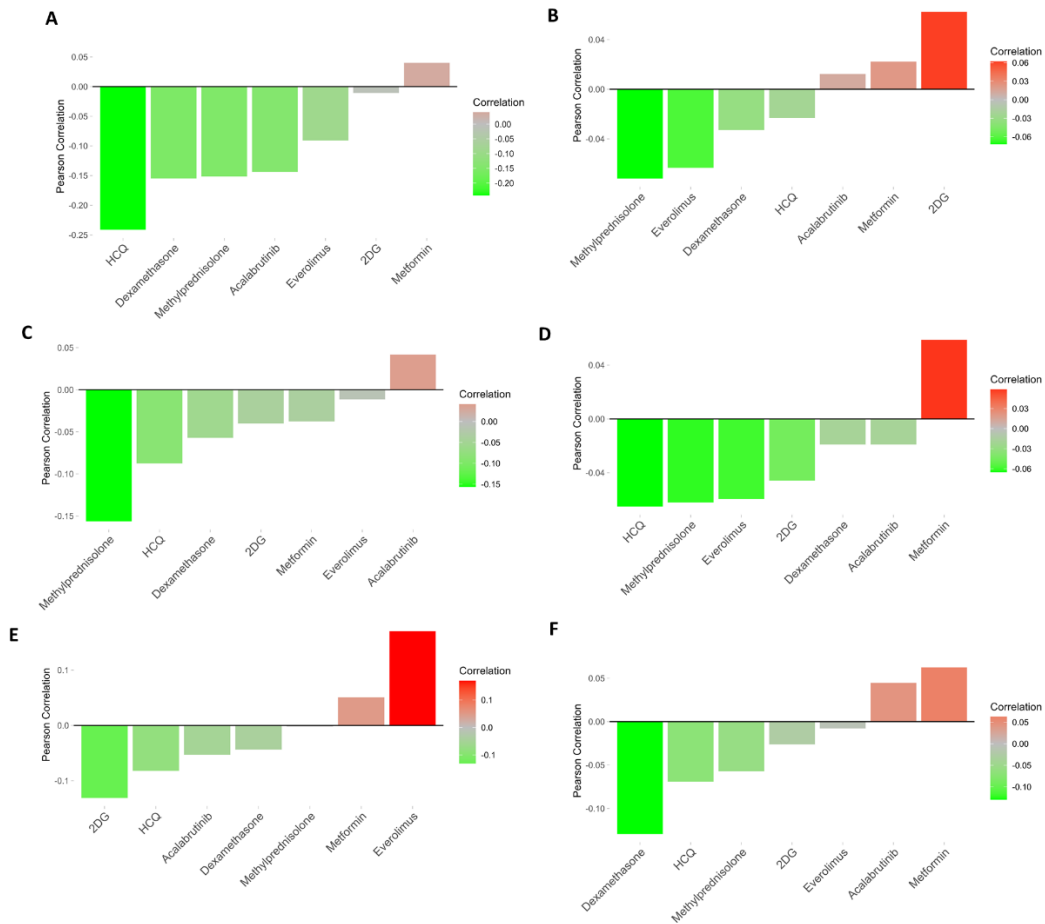 A
Pearson Correlation
0.05
0.00
-0.05
-0.10
-0.15
-0.20
-0.25
HCQ
Dexamethasone
Methylprednisolone
Acalabrutinib
Everolimus
2DG
Metformin
Correlation
0.00
-0.05
-0.10
-0.15
-0.20
B
Pearson Correlation
0.04
0.00
-0.04
Methylprednisolone
Everolimus
Dexamethasone
HCQ
Acalabrutinib
Metformin
2DG
Correlation
0.06
0.03
0.00
-0.03
-0.06
C
Pearson Correlation
0.05
0.00
-0.05
-0.10
-0.15
Methylprednisolone
HCQ
Dexamethasone
2DG
Metformin
Everolimus
Acalabrutinib
Correlation
0.00
-0.05
-0.10
-0.15
D
Pearson Correlation
0.04
0.00
-0.04
HCQ
Methylprednisolone
Everolimus
2DG
Dexamethasone
Acalabrutinib
Metformin
Correlation
0.03
0.00
-0.03
-0.06
E
Pearson Correlation
0.1
0.0
-0.1
2DG
HCQ
Acalabrutinib
Dexamethasone
Methylprednisolone
Metformin
Everolimus
Correlation
0.1
0.0
-0.1
F
Pearson Correlation
0.05
0.00
-0.05
-0.10
Dexamethasone
HCQ
Methylprednisolone
2DG
Everolimus
Acalabrutinib
Metformin
Correlation
0.05
0.00
-0.05
-0.10